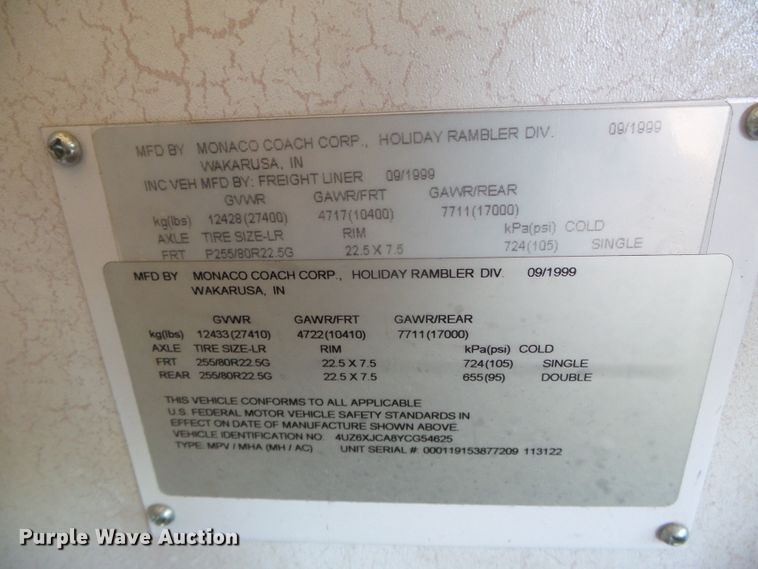 MFD BY MONACO COACH CORP., HOLIDAY RAMBLER DIV. 09/1999
WAKARUSA, IN
INC VEH MFD BY: FREIGHT LINER 09/1999
GVWR GAWR/FRT GAWR/REAR
kg(lbs) 12428(27400) 4717(10400) 7711(17000)
AXLE TIRE SIZE-LR RIM kPa(psi) COLD
FRT P255/80R22.5G 22.5 X 7.5 724(105) SINGLE
MFD BY MONACO COACH CORP., HOLIDAY RAMBLER DIV. 09/1999
WAKARUSA, IN
GVWR GAWR/FRT GAWR/REAR
kg(lbs) 12433(27410) 4722(10410) 7711(17000)
AXLE TIRE SIZE-LR RIM kPa(psi) COLD
FRT 255/80R22.5G 22.5 X 7.5 724(105) SINGLE
REAR 255/80R22.5G 22.5 X 7.5 655(95) DOUBLE
THIS VEHICLE CONFORMS TO ALL APPLICABLE
U.S. FEDERAL MOTOR VEHICLE SAFETY STANDARDS IN
EFFECT ON DATE OF MANUFACTURE SHOWN ABOVE.
VEHICLE IDENTIFICATION NO. 4UZ6XJCA8YCG54625
TYPE: MPV / MHA (MH / AC) UNIT SERIAL #: 000119153877209 113122
Purple Wave Auction